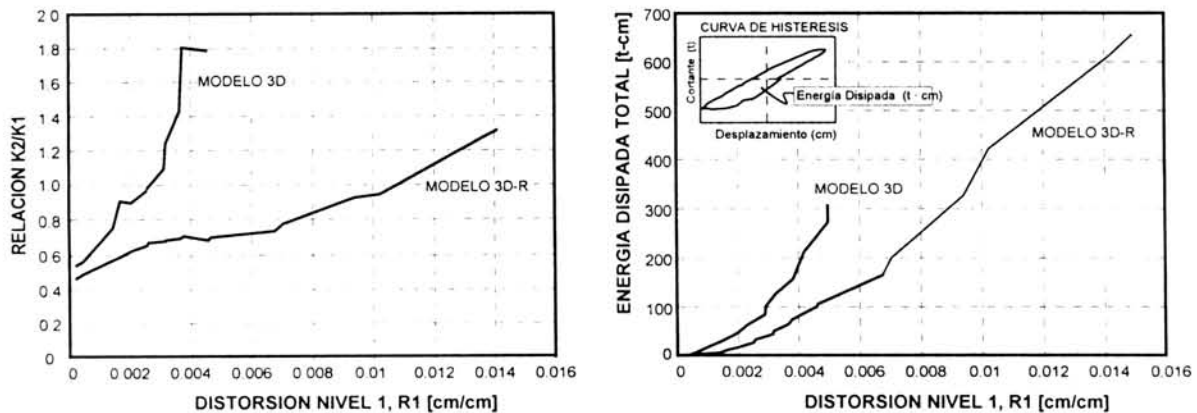 RELACION K2/K1
2.0
1.8
1.6
1.4
1.2
1.0
0.8
0.6
0 4
0 2
0
MODELO 3D
MODELO 3D-R
0 0.002 0.004 0.006 0.008 0.01 0.012 0.014 0.016
DISTORSION NIVEL 1, R1 [cm/cm]
ENERGIA DISIPADA TOTAL [t-cm]
700
600
500
400
300
200
100
0
CURVA DE HISTERESIS
Cortante (t)
Energía Disipada (t · cm)
Desplazamiento (cm)
MODELO 3D-R
MODELO 3D
0 0.002 0.004 0.006 0.008 0.01 0.012 0.014 0.016
DISTORSION NIVEL 1, R1 [cm/cm]